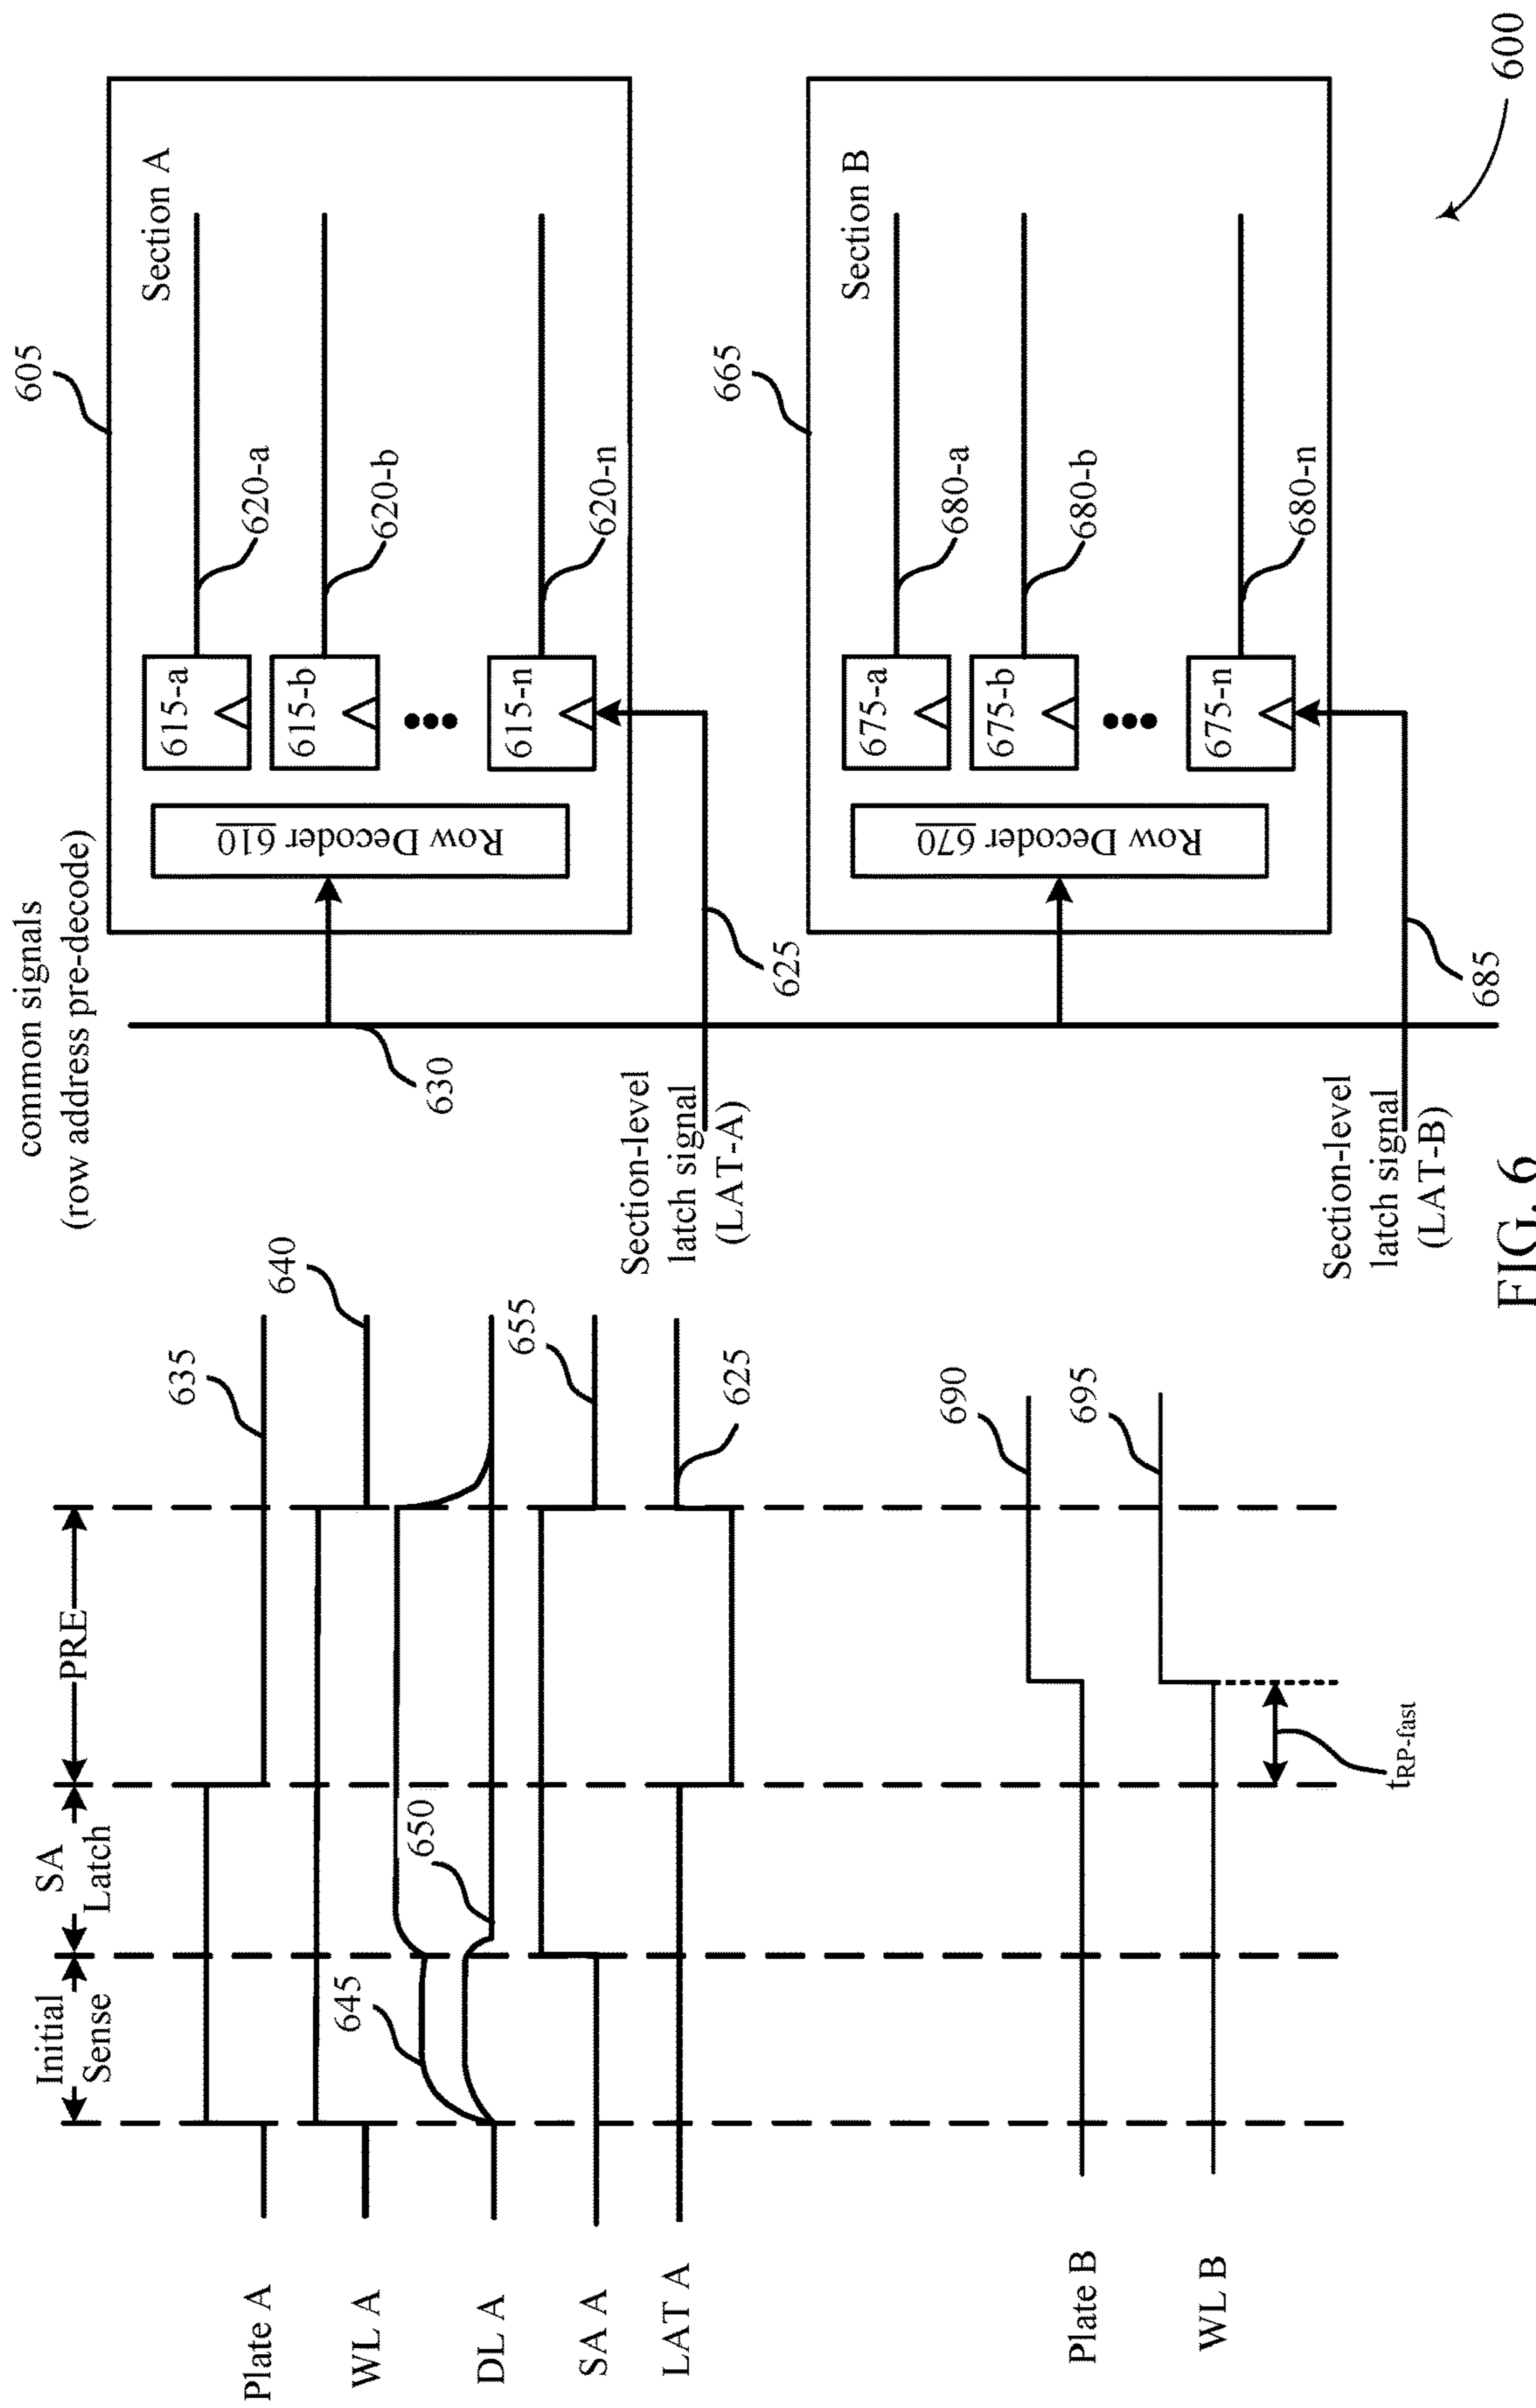 Initial
Sense
SA
Latch
PRE
Plate A
635
WL A
640
DL A
645
650
SA A
655
LAT A
625
Plate B
690
WL B
695
tRP-fast
common signals
(row address pre-decode)
630
605
Section A
Row Decoder 610
615-a
620-a
615-b
620-b
615-n
620-n
Section-level
latch signal
(LAT-A)
625
665
Section B
Row Decoder 670
675-a
680-a
675-b
680-b
675-n
680-n
Section-level
latch signal
(LAT-B)
685
600
FIG. 6